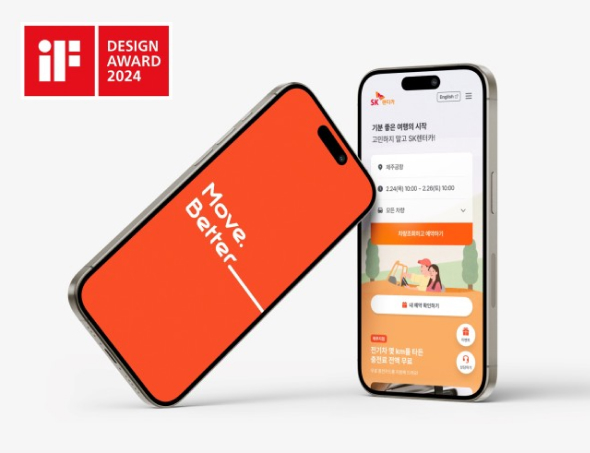 iF
DESIGN
AWARD
2024
Move.
Better
SK 렌터카
English
기분 좋은 여행의 시작
고민하지 말고 SK렌터카!
제주공항
2.24(목) 10:00 ~ 2.26(토) 10:00
모든 차량
차량조회하고 예약하기
내 예약 확인하기
전기차 몇 km를 타든
충전료 전액 무료